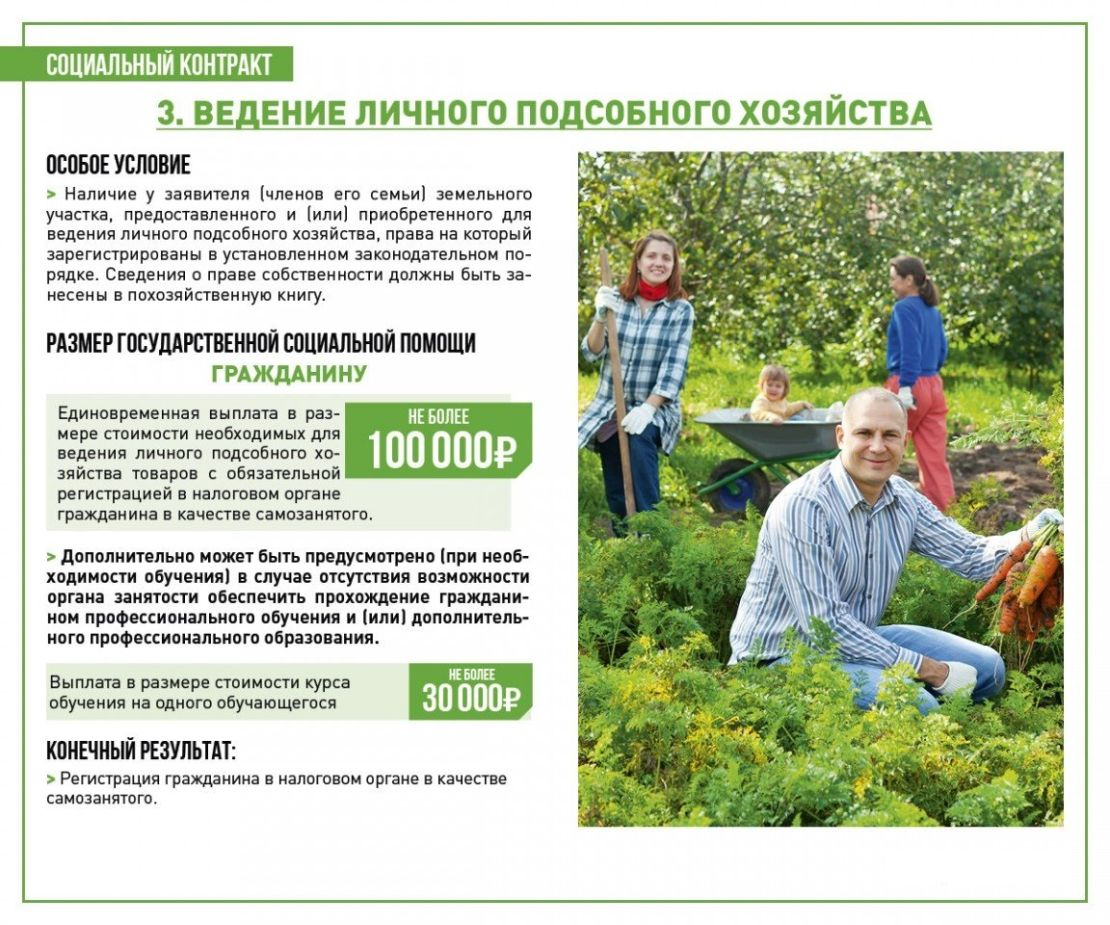 СОЦИАЛЬНЫЙ КОНТРАКТ
3. ВЕДЕНИЕ ЛИЧНОГО ПОДСОБНОГО ХОЗЯЙСТВА
ОСОБОЕ УСЛОВИЕ
> Наличие у заявителя (членов его семьи) земельного
участка, предоставленного и (или) приобретенного для
ведения личного подсобного хозяйства, права на который
зарегистрированы в установленном законодательном по-
рядке. Сведения о праве собственности должны быть за-
несены в похозяйственную книгу.
РАЗМЕР ГОСУДАРСТВЕННОЙ СОЦИАЛЬНОЙ ПОМОЩИ
ГРАЖДАНИНУ
Единовременная выплата в раз-
мере стоимости необходимых для
ведения личного подсобного хо-
зяйства товаров с обязательной
регистрацией в налоговом органе
гражданина в качестве самозанятого.
НЕ БОЛЕЕ
100 000₽
> Дополнительно может быть предусмотрено (при необ-
ходимости обучения) в случае отсутствия возможности
органа занятости обеспечить прохождение граждани-
ном профессионального обучения и (или) дополнитель-
ного профессионального образования.
Выплата в размере стоимости курса
обучения на одного обучающегося
НЕ БОЛЕЕ
30 000₽
КОНЕЧНЫЙ РЕЗУЛЬТАТ:
> Регистрация гражданина в налоговом органе в качестве
самозанятого.